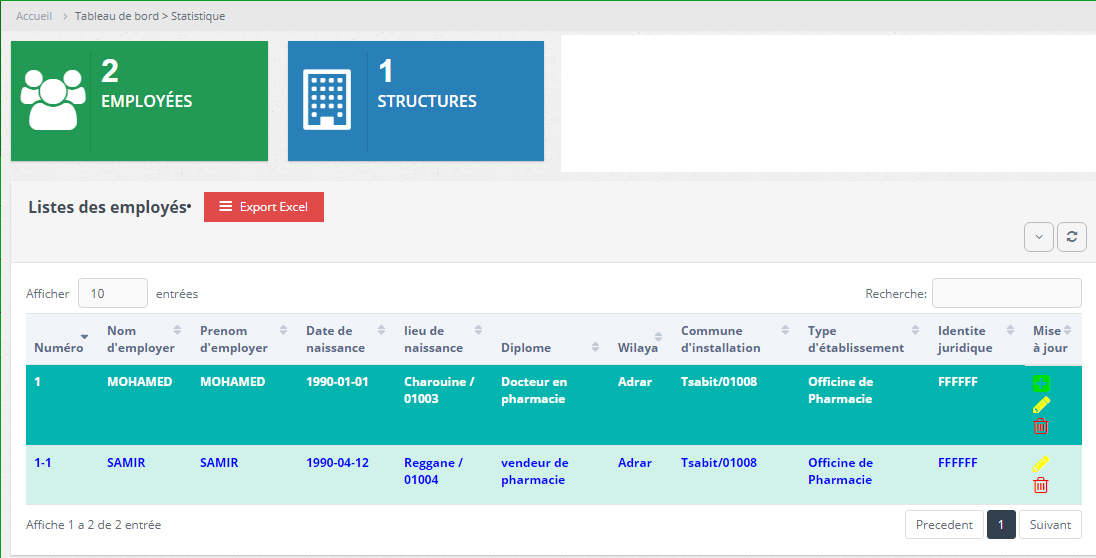 Accueil > Tableau de bord > Statistique
2
EMPLOYÉES
1
STRUCTURES
Listes des employés•
Export Excel
Afficher 10 entrées
Recherche:
Numéro
Nom
d'employer
Prenom
d'employer
Date de
naissance
lieu de
naissance
Diplome
Wilaya
Commune
d'installation
Type
d'établissement
Identite
juridique
Mise
à jour
1 MOHAMED MOHAMED 1990-01-01 Charouine / Docteur en Adrar Tsabit/01008 Officine de FFFFFF
01003 pharmacie Pharmacie
1-1 SAMIR SAMIR 1990-04-12 Reggane / vendeur de Adrar Tsabit/01008 Officine de FFFFFF
01004 pharmacie Pharmacie
Affiche 1 a 2 de 2 entrée
Precedent 1 Suivant